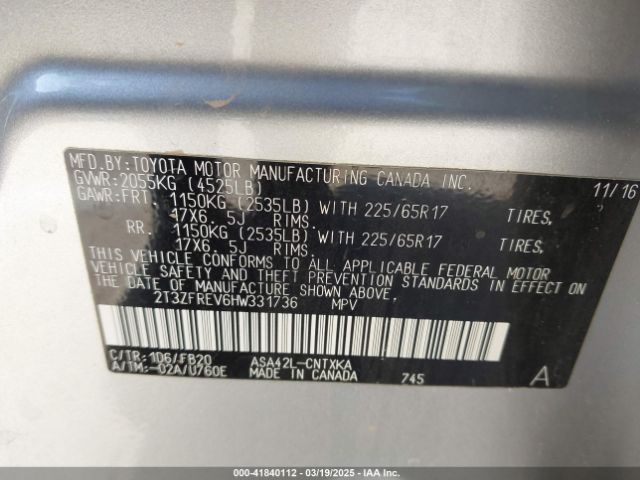 MFD.BY:TOYOTA MOTOR MANUFACTURING CANADA INC. 11/16
GVWR:2055KG (4525LB)
GAWR:FRT. 1150KG (2535LB) WITH 225/65R17 TIRES,
17X6. 5J RIMS.
RR. 1150KG (2535LB) WITH 225/65R17 TIRES,
17X6. 5J RIMS.
THIS VEHICLE CONFORMS TO ALL APPLICABLE FEDERAL MOTOR
VEHICLE SAFETY AND THEFT PREVENTION STANDARDS IN EFFECT ON
THE DATE OF MANUFACTURE SHOWN ABOVE.
2T3ZFREV6HW331736 MPV
C/TR:1D6/FB20 ASA42L-CNTXKA
A/TM:-02A/U760E MADE IN CANADA 745 A
000-41840112 — 03/19/2025 — IAA Inc.